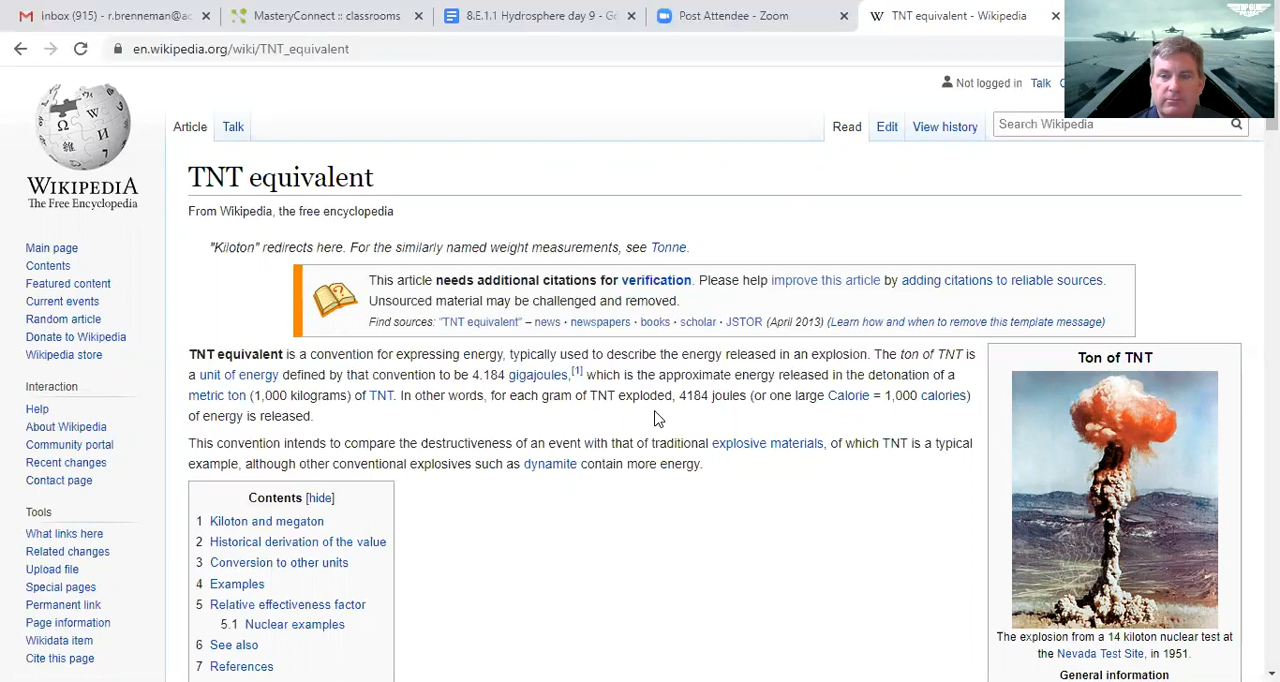 inbox (915) - r.brenneman@ac
MasteryConnect :: classrooms
8.E.1.1 Hydrosphere day 9 - Go
Post Attendee - Zoom
TNT equivalent - Wikipedia
en.wikipedia.org/wiki/TNT_equivalent
Not logged in Talk
WIKIPEDIA
The Free Encyclopedia
Article Talk
Read Edit View history
Search Wikipedia
TNT equivalent
From Wikipedia, the free encyclopedia
"Kiloton" redirects here. For the similarly named weight measurements, see Tonne.
This article needs additional citations for verification. Please help improve this article by adding citations to reliable sources.
Unsourced material may be challenged and removed.
Find sources: "TNT equivalent" – news · newspapers · books · scholar · JSTOR (April 2013) (Learn how and when to remove this template message)
TNT equivalent is a convention for expressing energy, typically used to describe the energy released in an explosion. The ton of TNT is
a unit of energy defined by that convention to be 4.184 gigajoules,[1] which is the approximate energy released in the detonation of a
metric ton (1,000 kilograms) of TNT. In other words, for each gram of TNT exploded, 4184 joules (or one large Calorie = 1,000 calories)
of energy is released.
This convention intends to compare the destructiveness of an event with that of traditional explosive materials, of which TNT is a typical
example, although other conventional explosives such as dynamite contain more energy.
Contents [hide]
1 Kiloton and megaton
2 Historical derivation of the value
3 Conversion to other units
4 Examples
5 Relative effectiveness factor
5.1 Nuclear examples
6 See also
7 References
Ton of TNT
The explosion from a 14 kiloton nuclear test at
the Nevada Test Site, in 1951.
General information
Main page
Contents
Featured content
Current events
Random article
Donate to Wikipedia
Wikipedia store
Interaction
Help
About Wikipedia
Community portal
Recent changes
Contact page
Tools
What links here
Related changes
Upload file
Special pages
Permanent link
Page information
Wikidata item
Cite this page